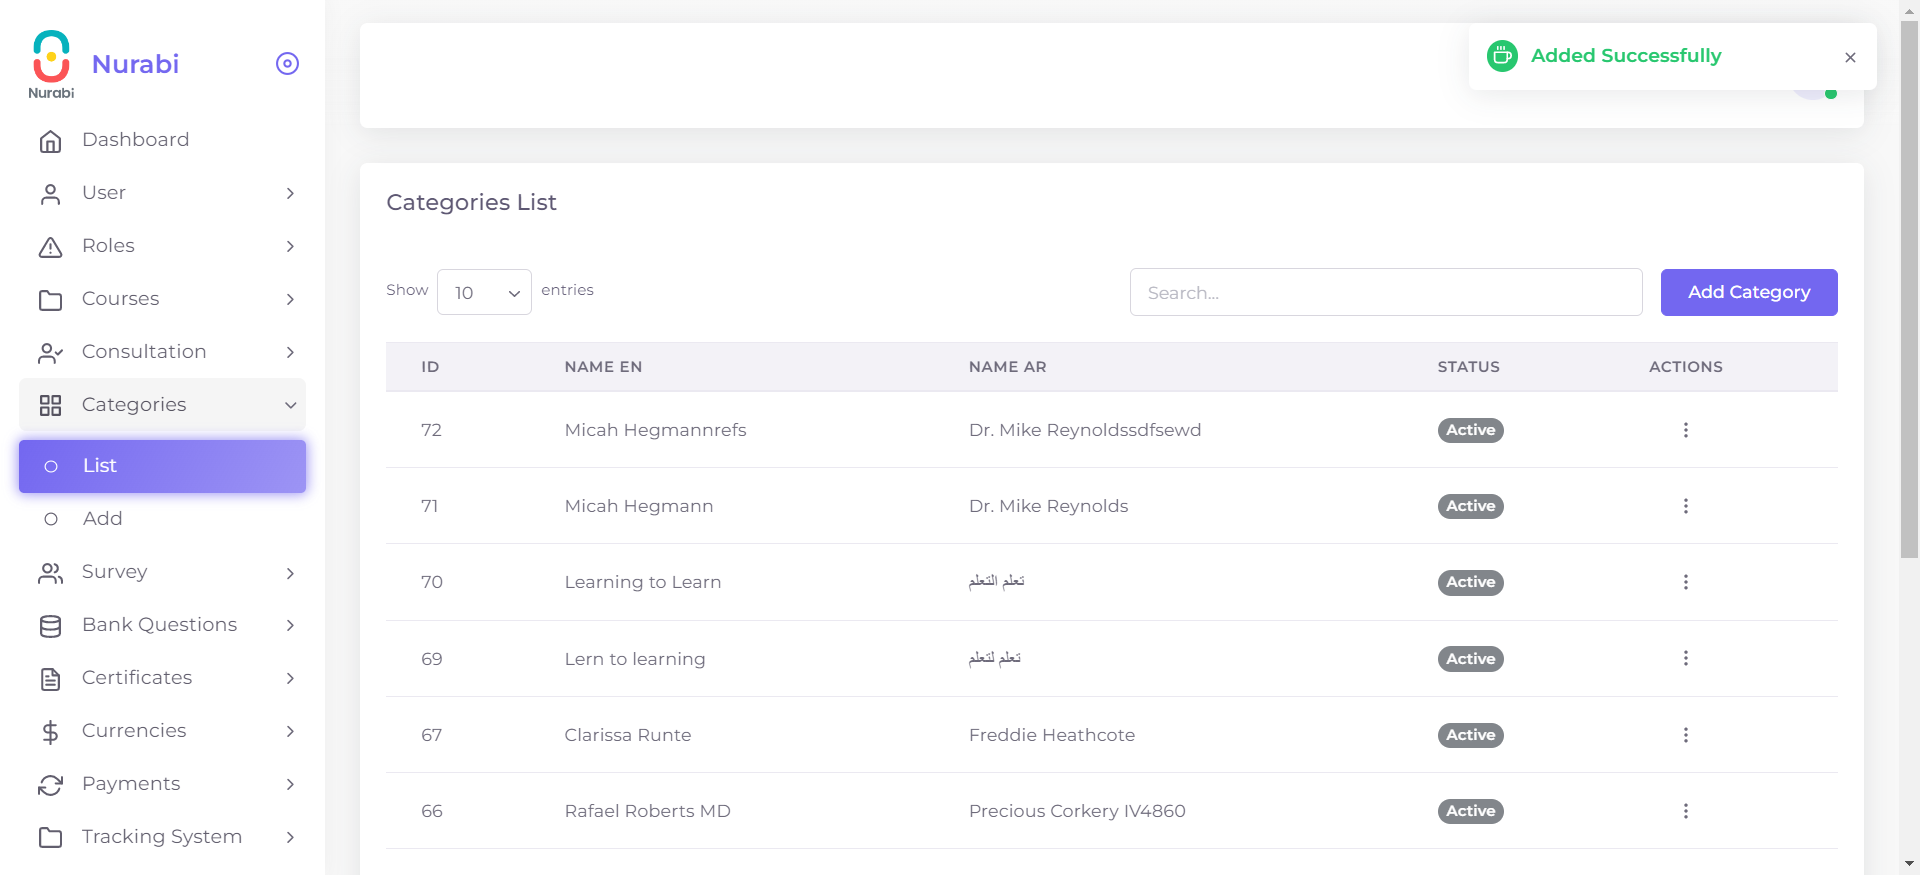 Nurabi
Nurabi
Dashboard
User
Roles
Courses
Consultation
Categories
List
Add
Survey
Bank Questions
Certificates
Currencies
Payments
Tracking System
Added Successfully
Categories List
Show 10 entries
Search...
Add Category
ID NAME EN NAME AR STATUS ACTIONS
72 Micah Hegmannrefs Dr. Mike Reynoldssdfsewd Active
71 Micah Hegmann Dr. Mike Reynolds Active
70 Learning to Learn تعلم التعلم Active
69 Lern to learning تعلم لتعلم Active
67 Clarissa Runte Freddie Heathcote Active
66 Rafael Roberts MD Precious Corkery IV4860 Active